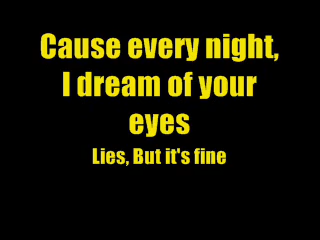 Cause every night,
I dream of your
eyes
Lies, But it's fine